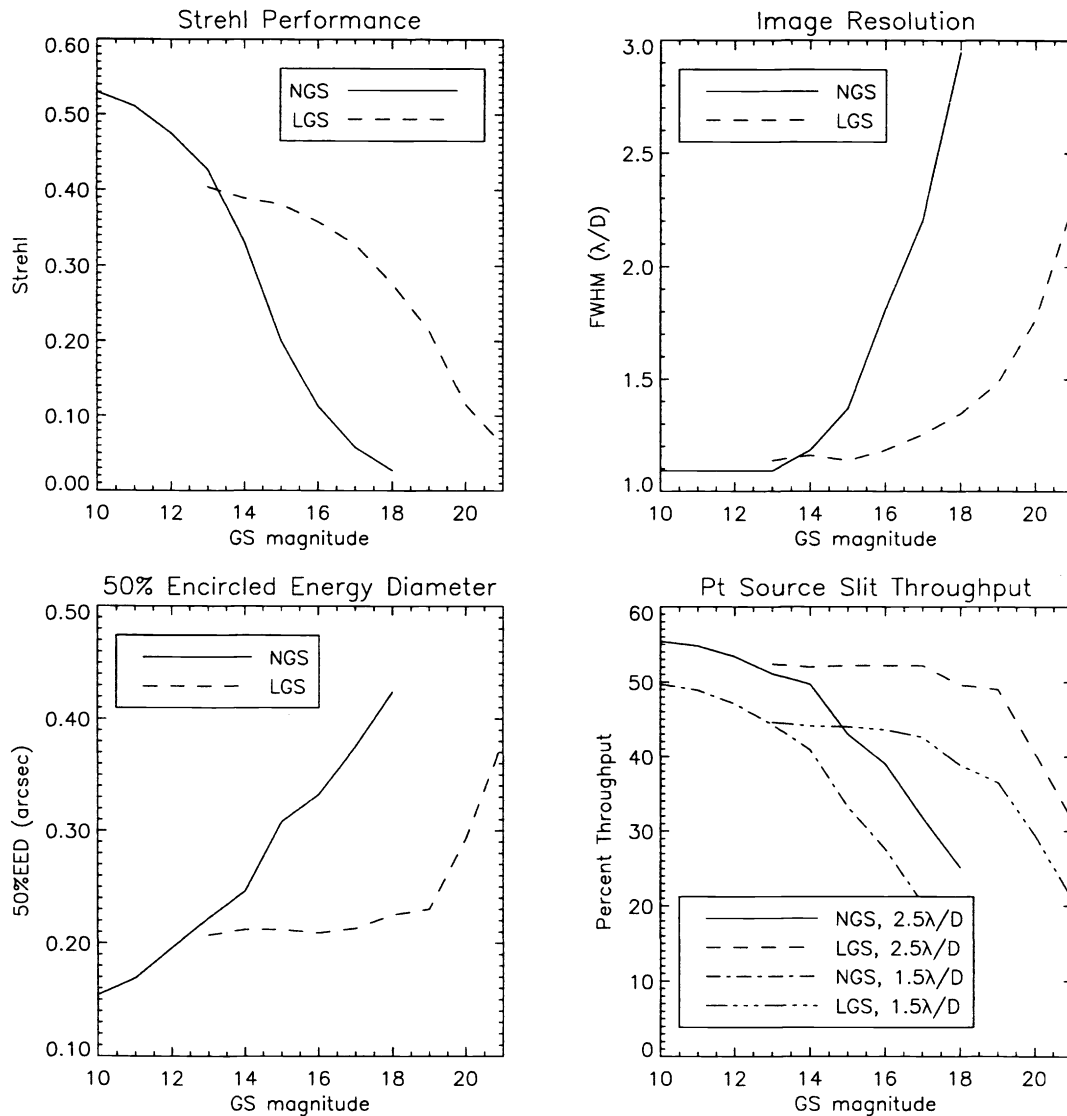 Strehl Performance
0.60
0.50
0.40
0.30
0.20
0.10
0.00
Strehl
NGS
LGS
10 12 14 16 18 20
GS magnitude
Image Resolution
3.0
2.5
2.0
1.5
1.0
FWHM (λ/D)
NGS
LGS
10 12 14 16 18 20
GS magnitude
50% Encircled Energy Diameter
0.50
0.40
0.30
0.20
0.10
50%EED (arcsec)
NGS
LGS
10 12 14 16 18 20
GS magnitude
Pt Source Slit Throughput
60
50
40
30
20
10
0
Percent Throughput
NGS, 2.5λ/D
LGS, 2.5λ/D
NGS, 1.5λ/D
LGS, 1.5λ/D
10 12 14 16 18 20
GS magnitude